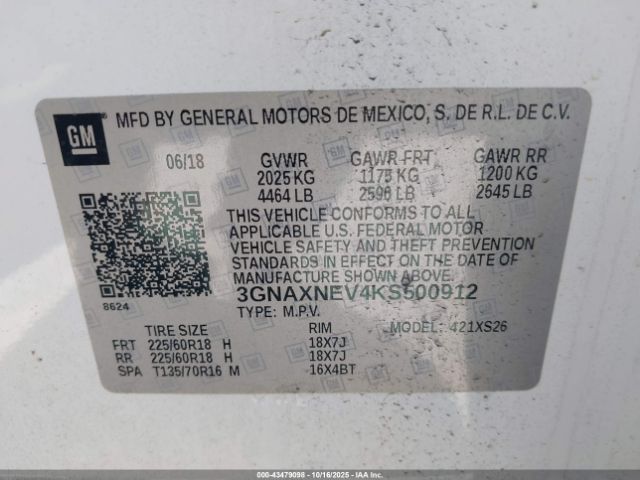 GM
MFD BY GENERAL MOTORS DE MEXICO, S. DE R.L. DE C.V.
06/18 GVWR GAWR FRT GAWR RR
2025 KG 1175 KG 1200 KG
4464 LB 2596 LB 2645 LB
THIS VEHICLE CONFORMS TO ALL
APPLICABLE U.S. FEDERAL MOTOR
VEHICLE SAFETY AND THEFT PREVENTION
STANDARDS IN EFFECT ON THE DATE OF
MANUFACTURE SHOWN ABOVE.
8624
3GNAXNEV4KS500912
TYPE: M.P.V. MODEL: 421XS26
TIRE SIZE RIM
FRT 225/60R18 H 18X7J
RR 225/60R18 H 18X7J
SPA T135/70R16 M 16X4BT
© 43479098 | 10/16/2025 | IAA, Inc.